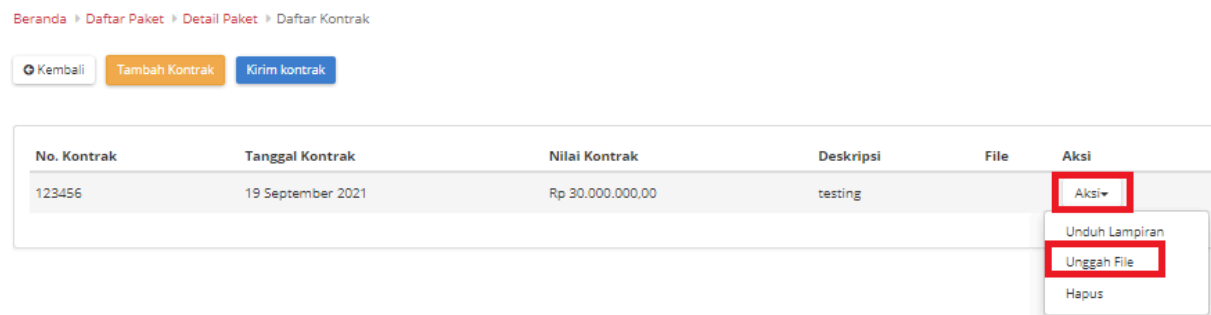 Beranda Daftar Paket Detail Paket Daftar Kontrak
Kembali Tambah Kontrak Kirim kontrak
No. Kontrak Tanggal Kontrak Nilai Kontrak Deskripsi File Aksi
123456 19 September 2021 Rp 30.000.000,00 testing Aksi
Unduh Lampiran
Unggah File
Hapus